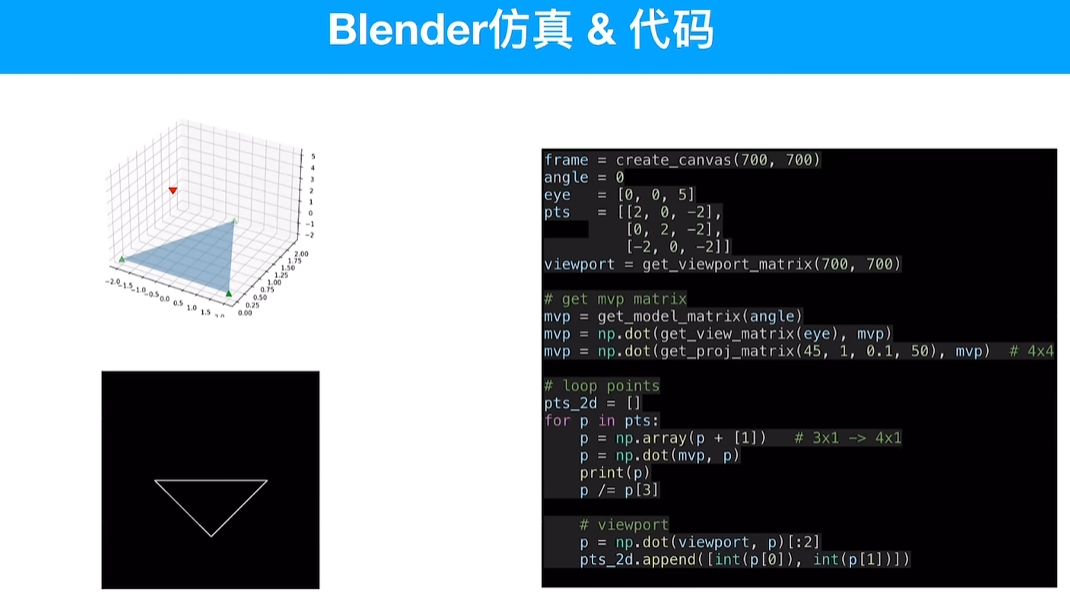 Blender仿真 & 代码
5
4
3
2
1
0
−1
−2
2.00
1.75
1.50
1.25
1.00
0.75
0.50
0.25
0.00
−2.0 −1.5 −1.0 −0.5 0.0 0.5 1.0 1.5
frame = create_canvas(700, 700)
angle = 0
eye   = [0, 0, 5]
pts   = [[2, 0, −2],
         [0, 2, −2],
         [−2, 0, −2]]
viewport = get_viewport_matrix(700, 700)
# get mvp matrix
mvp = get_model_matrix(angle)
mvp = np.dot(get_view_matrix(eye), mvp)
mvp = np.dot(get_proj_matrix(45, 1, 0.1, 50), mvp)  # 4x4
# loop points
pts_2d = []
for p in pts:
    p = np.array(p + [1])   # 3x1 −> 4x1
    p = np.dot(mvp, p)
    print(p)
    p /= p[3]
    # viewport
    p = np.dot(viewport, p)[:2]
    pts_2d.append([int(p[0]), int(p[1])])